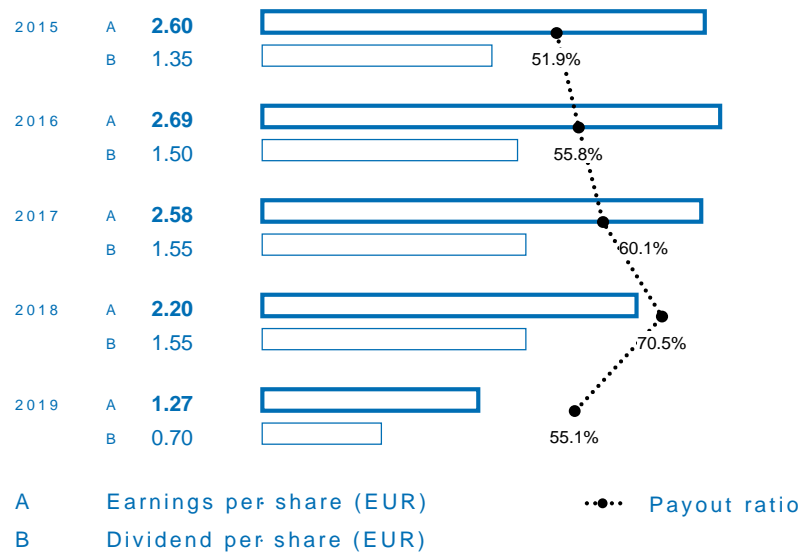 2015 A 2.60
B 1.35 51.9%
2016 A 2.69
B 1.50 55.8%
2017 A 2.58
B 1.55 60.1%
2018 A 2.20
B 1.55 70.5%
2019 A 1.27
B 0.70 55.1%
A Earnings per share (EUR) Payout ratio
B Dividend per share (EUR)